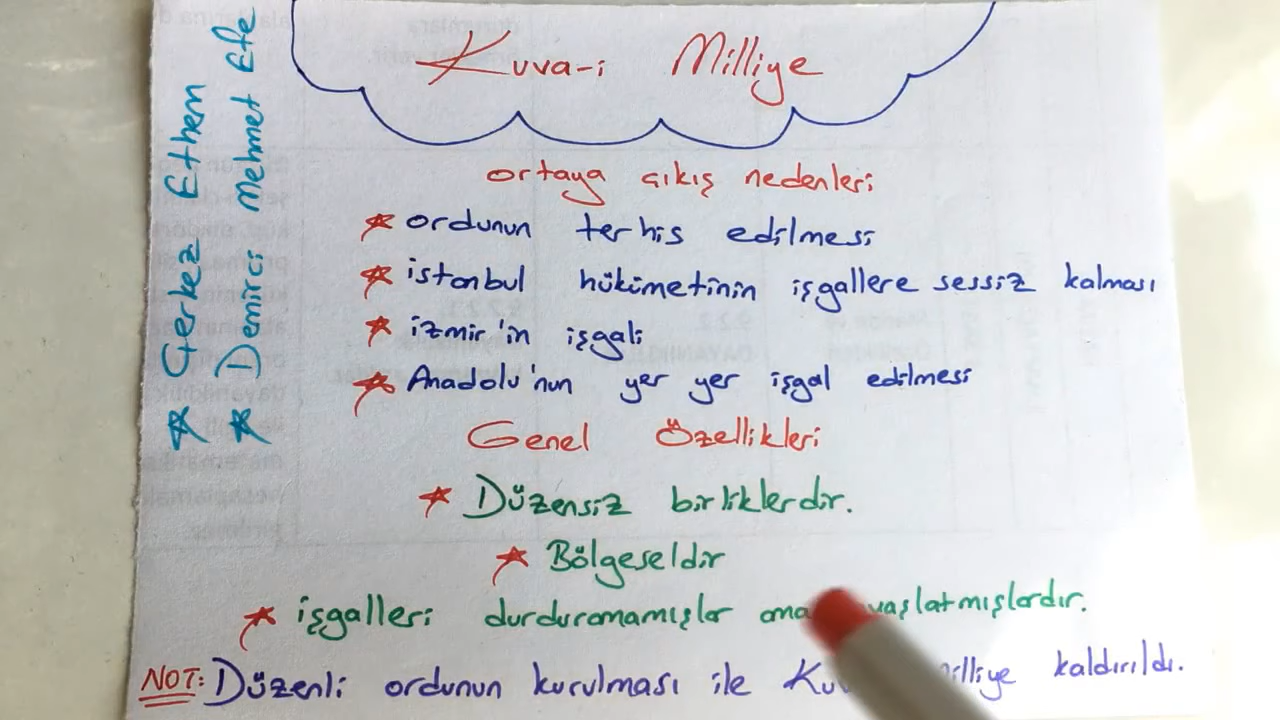 Kuva-i Milliye
ortaya çıkış nedenleri
ordunun terhis edilmesi
istanbul hükümetinin işgallere sessiz kalması
izmir'in işgali
Anadolu'nun yer yer işgal edilmesi
Genel Özellikleri
Düzensiz birliklerdir.
Bölgeseldir
işgalleri durduramamışlar ama
NOT: Düzenli ordunun kurulması ile kaldırıldı.
Çerkez Ethem
Demirci Mehmet Efe